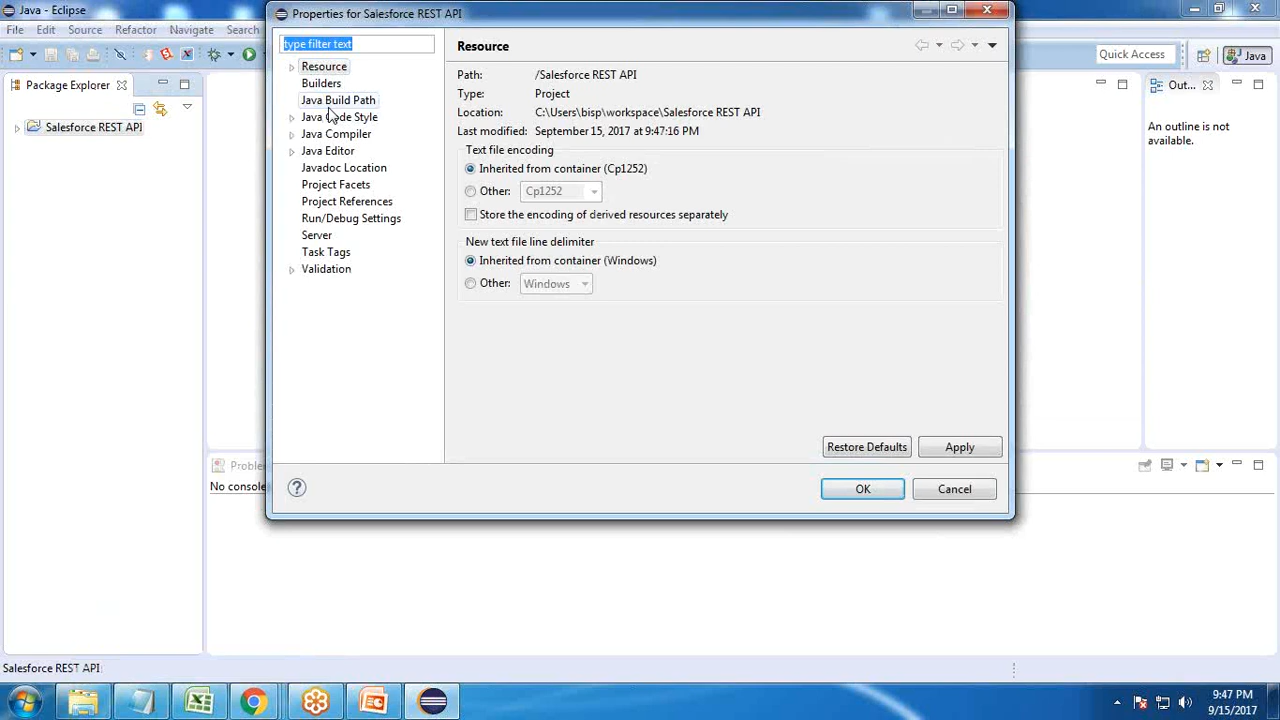 Java - Eclipse
Properties for Salesforce REST API
File Edit Source Refactor Navigate Search
Quick Access
Java
type filter text
Resource
Builders
Java Build Path
Java Code Style
Java Compiler
Java Editor
Javadoc Location
Project Facets
Project References
Run/Debug Settings
Server
Task Tags
Validation
Resource
Path: /Salesforce REST API
Type: Project
Location: C:\Users\bisp\workspace\Salesforce REST API
Last modified: September 15, 2017 at 9:47:16 PM
Text file encoding
Inherited from container (Cp1252)
Other: Cp1252
Store the encoding of derived resources separately
New text file line delimiter
Inherited from container (Windows)
Other: Windows
Restore Defaults Apply
OK Cancel
Package Explorer
Salesforce REST API
Out...
An outline is not
available.
Proble
No console
Salesforce REST API
9:47 PM
9/15/2017